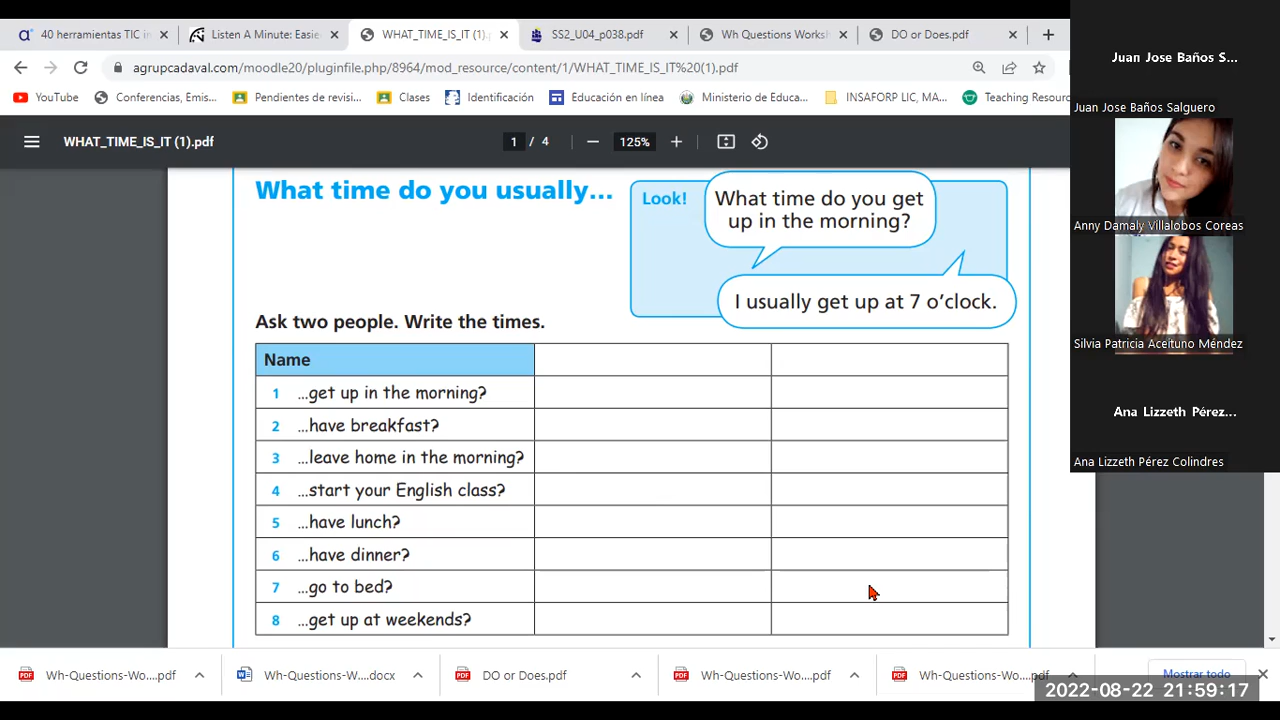 40 herramientas TIC in
Listen A Minute: Easie
WHAT_TIME_IS_IT (1).p
SS2_U04_p038.pdf
Wh Questions Worksh
DO or Does.pdf
agrupcadaval.com/moodle20/pluginfile.php/8964/mod_resource/content/1/WHAT_TIME_IS_IT%20(1).pdf
YouTube
Conferencias, Emis...
Pendientes de revisi...
Clases
Identificación
Educación en línea
Ministerio de Educa...
INSAFORP LIC, MA...
Teaching Resourc
WHAT_TIME_IS_IT (1).pdf
1 / 4
125%
What time do you usually...
Look!
What time do you get
up in the morning?
I usually get up at 7 o'clock.
Ask two people. Write the times.
Name
1 ...get up in the morning?
2 ...have breakfast?
3 ...leave home in the morning?
4 ...start your English class?
5 ...have lunch?
6 ...have dinner?
7 ...go to bed?
8 ...get up at weekends?
Juan Jose Baños S...
Juan Jose Baños Salguero
Anny Damaly Villalobos Coreas
Silvia Patricia Aceituno Méndez
Ana Lizzeth Pérez...
Ana Lizzeth Pérez Colindres
Wh-Questions-Wo....pdf
Wh-Questions-W....docx
DO or Does.pdf
Wh-Questions-Wo....pdf
Wh-Questions-Wo....pdf
Mostrar todo
2022-08-22 21:59:17